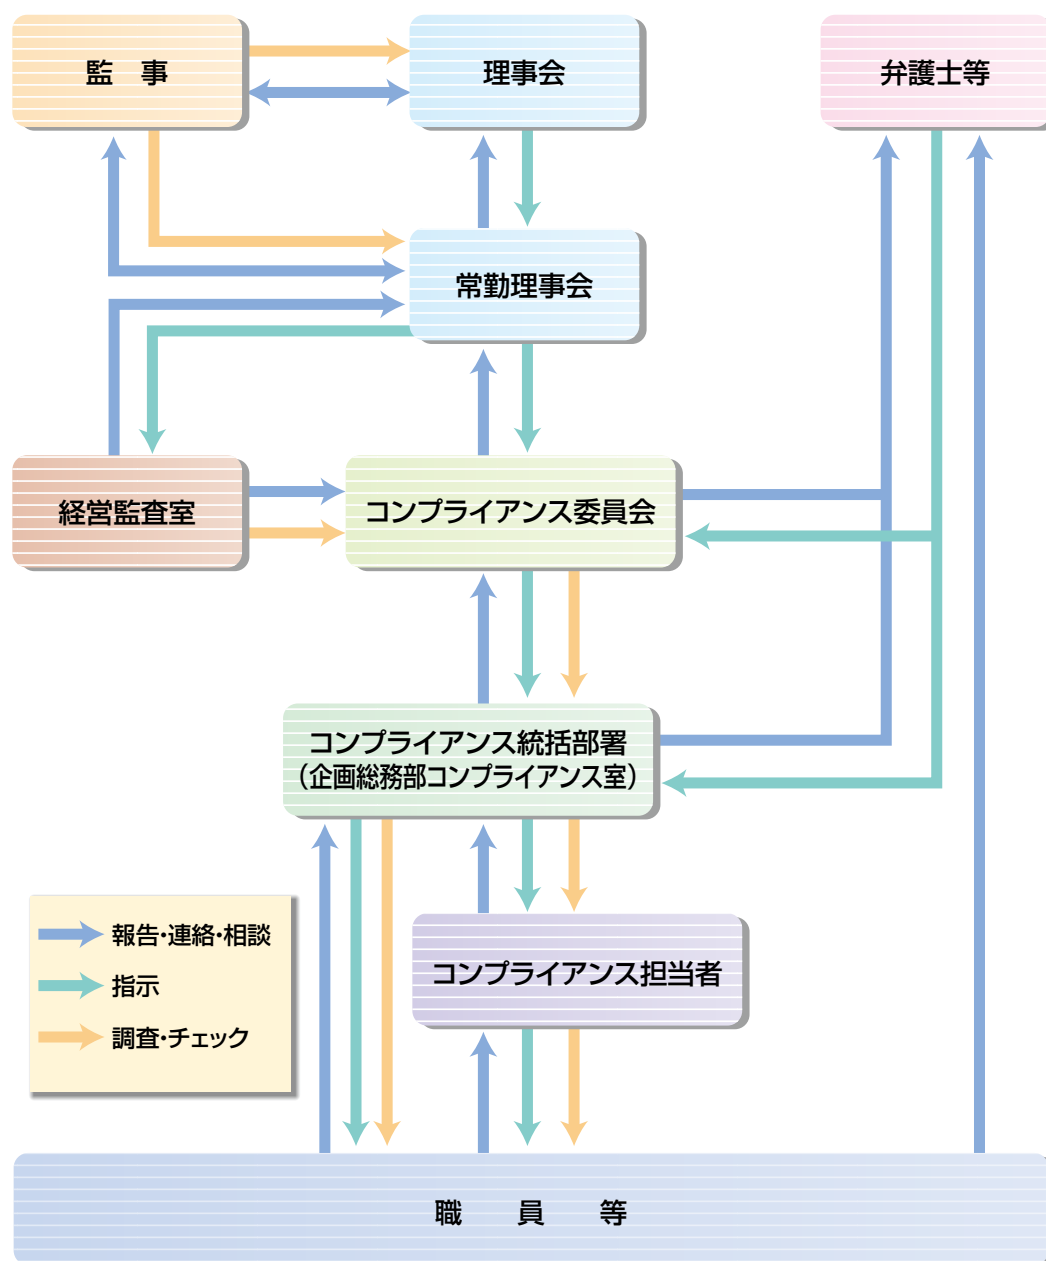 監　事
理事会
弁護士等
常勤理事会
経営監査室
コンプライアンス委員会
コンプライアンス統括部署
（企画総務部コンプライアンス室）
報告・連絡・相談
指示
調査・チェック
コンプライアンス担当者
職　員　等